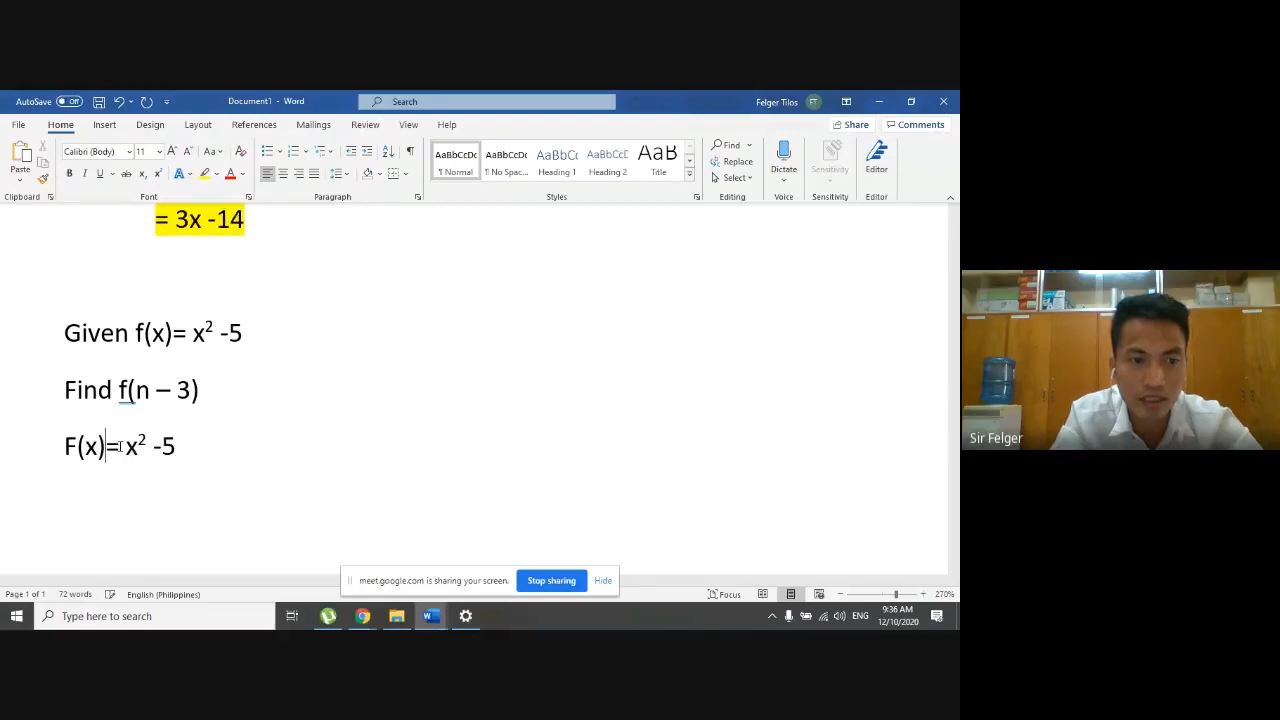 AutoSave Off
Document1 - Word
Search
Felger Tilos FT
File Home Insert Design Layout References Mailings Review View Help
Share Comments
Paste
Calibri (Body) 11
AaBbCcDc AaBbCcDc AaBbCc AaBbCcD AaB
¶ Normal ¶ No Spac... Heading 1 Heading 2 Title
Find
Replace
Select
Dictate
Sensitivity
Editor
Clipboard Font Paragraph Styles Editing Voice Sensitivity Editor
= 3x -14
Given f(x)= x² -5
Find f(n – 3)
F(x)= x² -5
Sir Felger
meet.google.com is sharing your screen. Stop sharing Hide
Page 1 of 1 72 words English (Philippines) Focus 270%
Type here to search
ENG
9:36 AM
12/10/2020